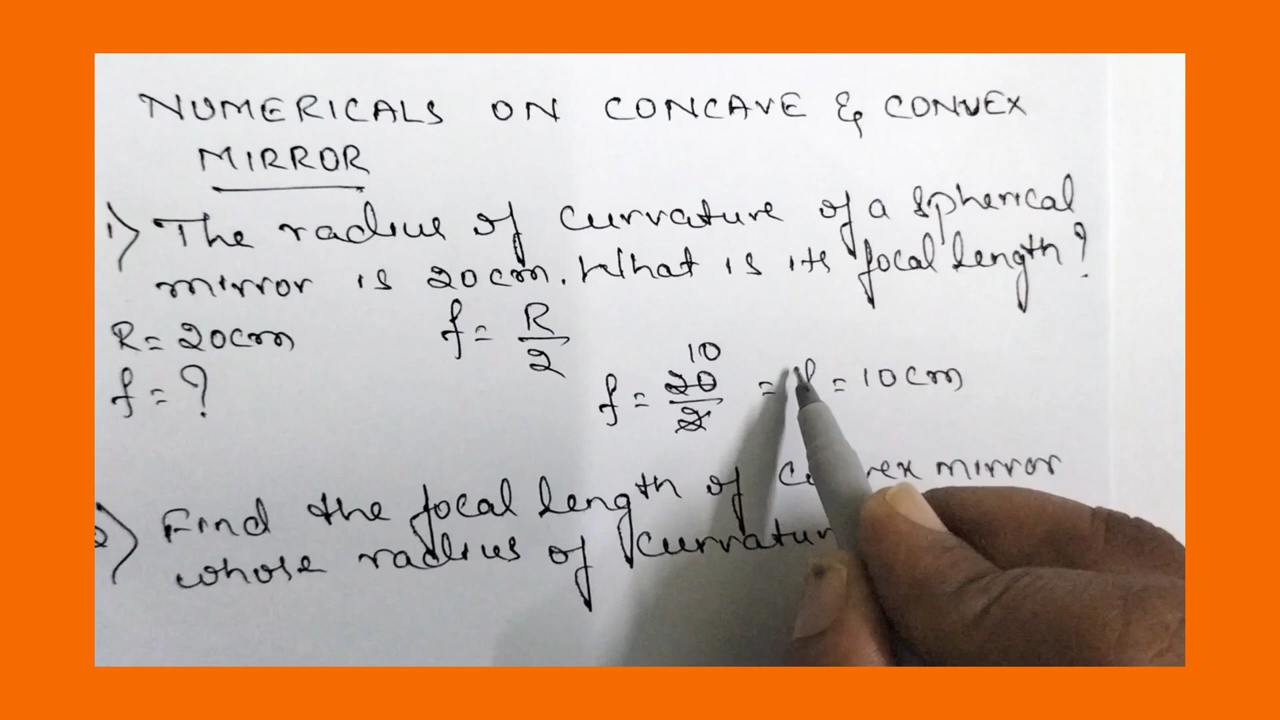 NUMERICALS ON CONCAVE & CONVEX
MIRROR
1) The radius of curvature of a spherical
mirror is 20cm. What is its focal length?
R = 20cm f = R/2
f = ? f = 20/2 10 = f = 10cm
2) Find the focal length of mirror
whose radius of